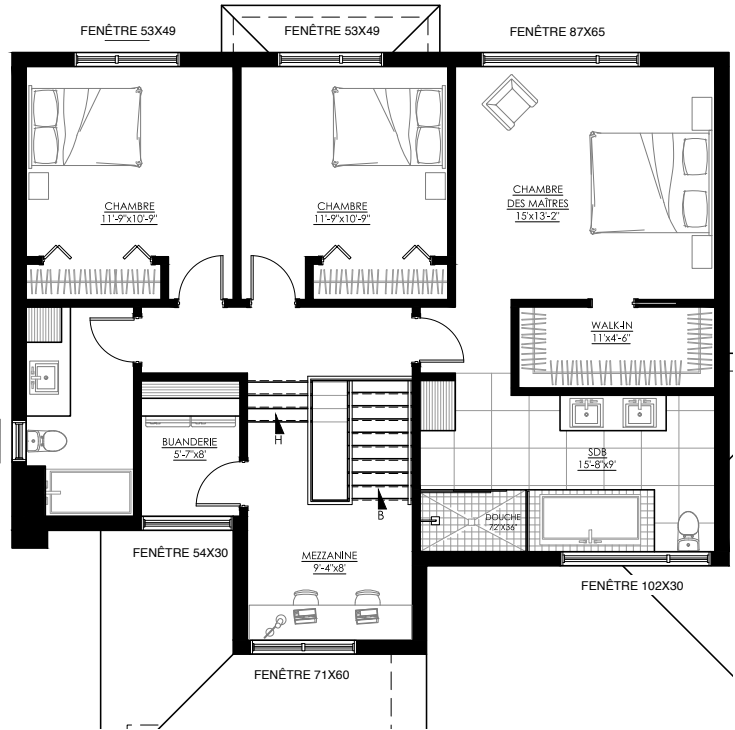 FENÊTRE 53X49
FENÊTRE 53X49
FENÊTRE 87X65
CHAMBRE
11'-9"x10'-9"
CHAMBRE
11'-9"x10'-9"
CHAMBRE
DES MAÎTRES
15'x13'-2"
WALK-IN
11'x4'-6"
BUANDERIE
5'-7"x8'
H
B
SDB
15'-8"x9'
DOUCHE
72"X36"
FENÊTRE 54X30
MEZZANINE
9'-4"x8'
FENÊTRE 102X30
FENÊTRE 71X60